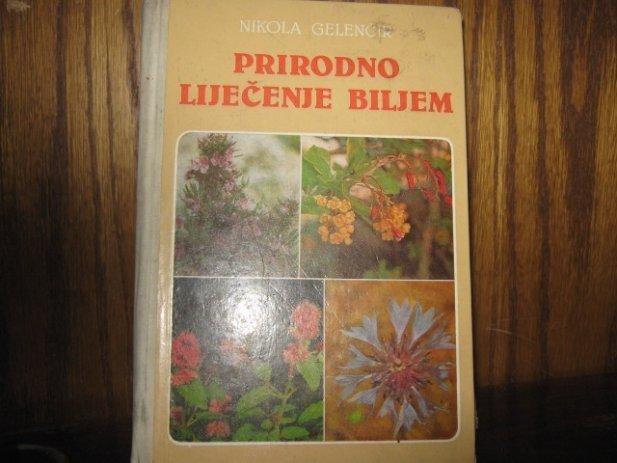 NIKOLA GELENČIR
PRIRODNO
LIJEČENJE BILJEM